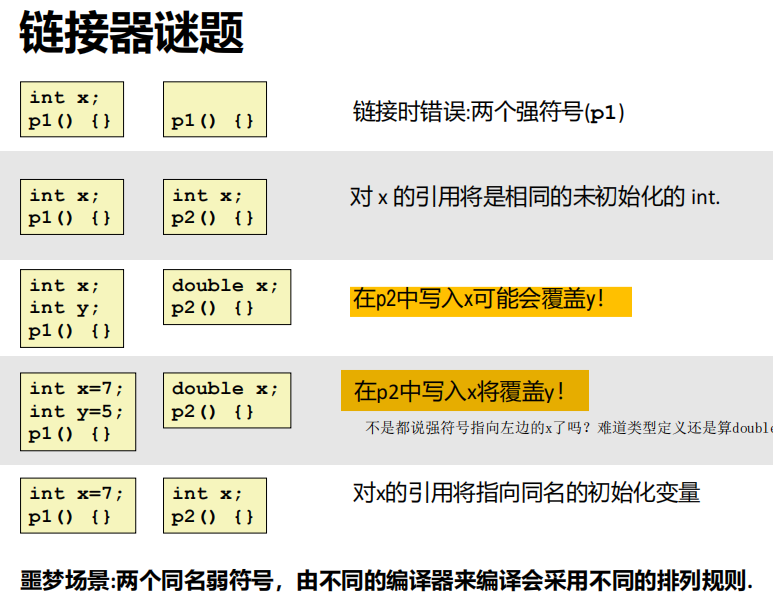 链接器谜题
int x;
p1() {}
p1() {}
链接时错误:两个强符号(p1)
int x;
p1() {}
int x;
p2() {}
对 x 的引用将是相同的未初始化的 int.
int x;
int y;
p1() {}
double x;
p2() {}
在p2中写入x可能会覆盖y!
int x=7;
int y=5;
p1() {}
double x;
p2() {}
在p2中写入x将覆盖y!
不是都说强符号指向左边的x了吗? 难道类型定义还是算double
int x=7;
p1() {}
int x;
p2() {}
对x的引用将指向同名的初始化变量
噩梦场景:两个同名弱符号，由不同的编译器来编译会采用不同的排列规则.